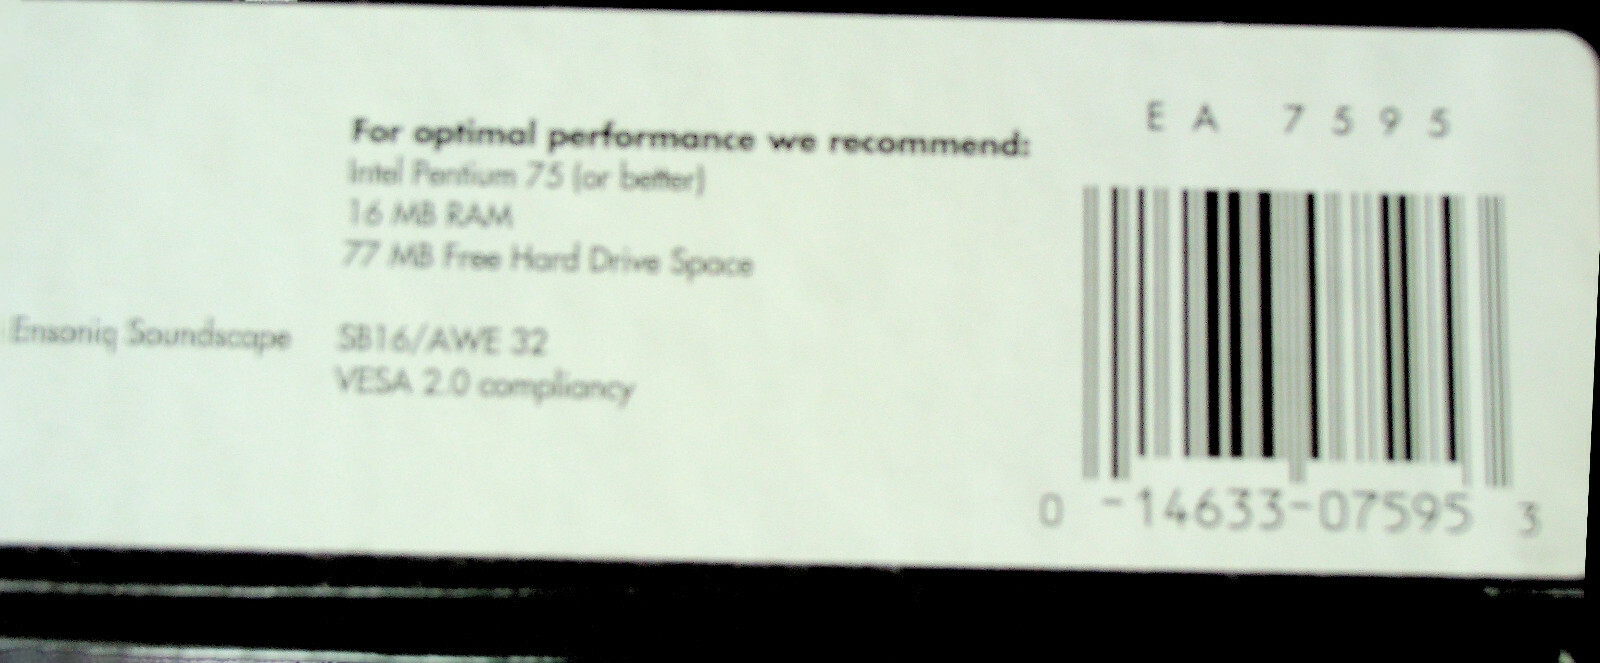 EA 7595
For optimal performance we recommend:
Intel Pentium 75 (or better)
16 MB RAM
77 MB Free Hard Drive Space
Ensoniq Soundscape
SB16/AWE 32
VESA 2.0 compliancy
0 -14633-07595 3